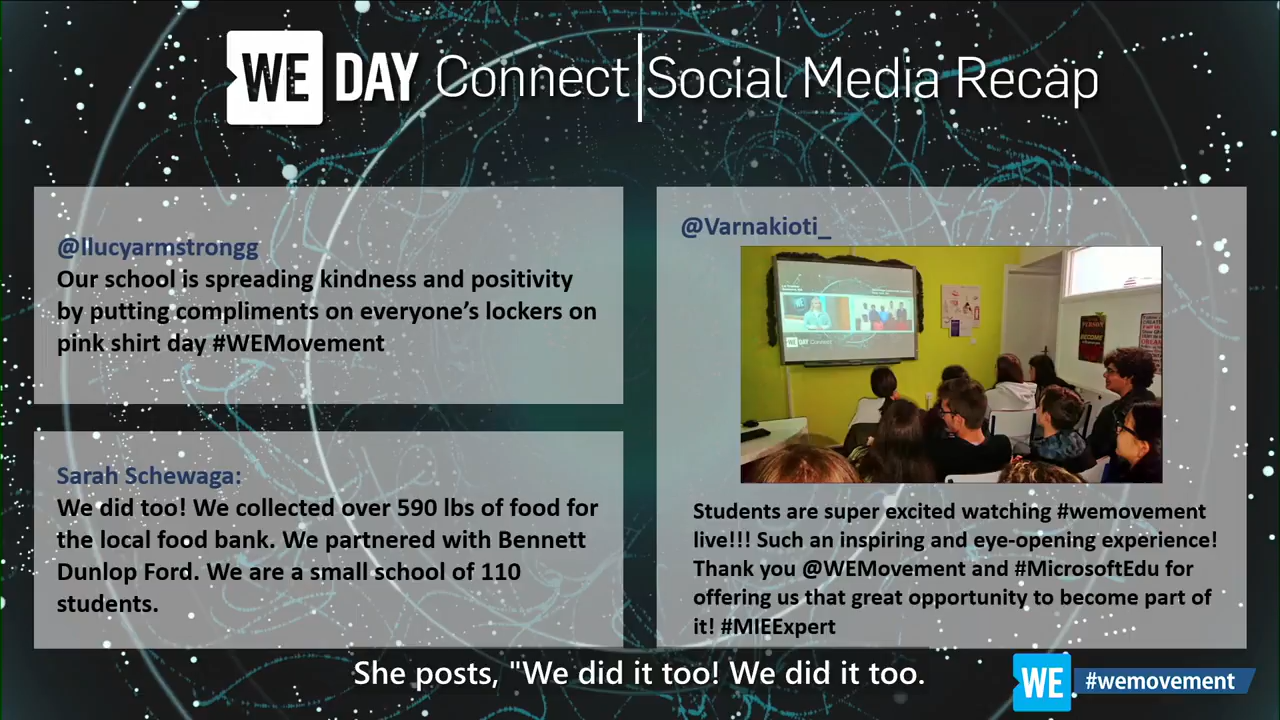 WE DAY Connect Social Media Recap
@llucyarmstrongg
Our school is spreading kindness and positivity
by putting compliments on everyone's lockers on
pink shirt day #WEMovement
Sarah Schewaga:
We did too! We collected over 590 lbs of food for
the local food bank. We partnered with Bennett
Dunlop Ford. We are a small school of 110
students.
@Varnakioti_
WE
DAY Connect
PERSON
BECOME
Students are super excited watching #wemovement
live!!! Such an inspiring and eye-opening experience!
Thank you @WEMovement and #MicrosoftEdu for
offering us that great opportunity to become part of
it! #MIEExpert
She posts, "We did it too! We did it too.
WE #wemovement